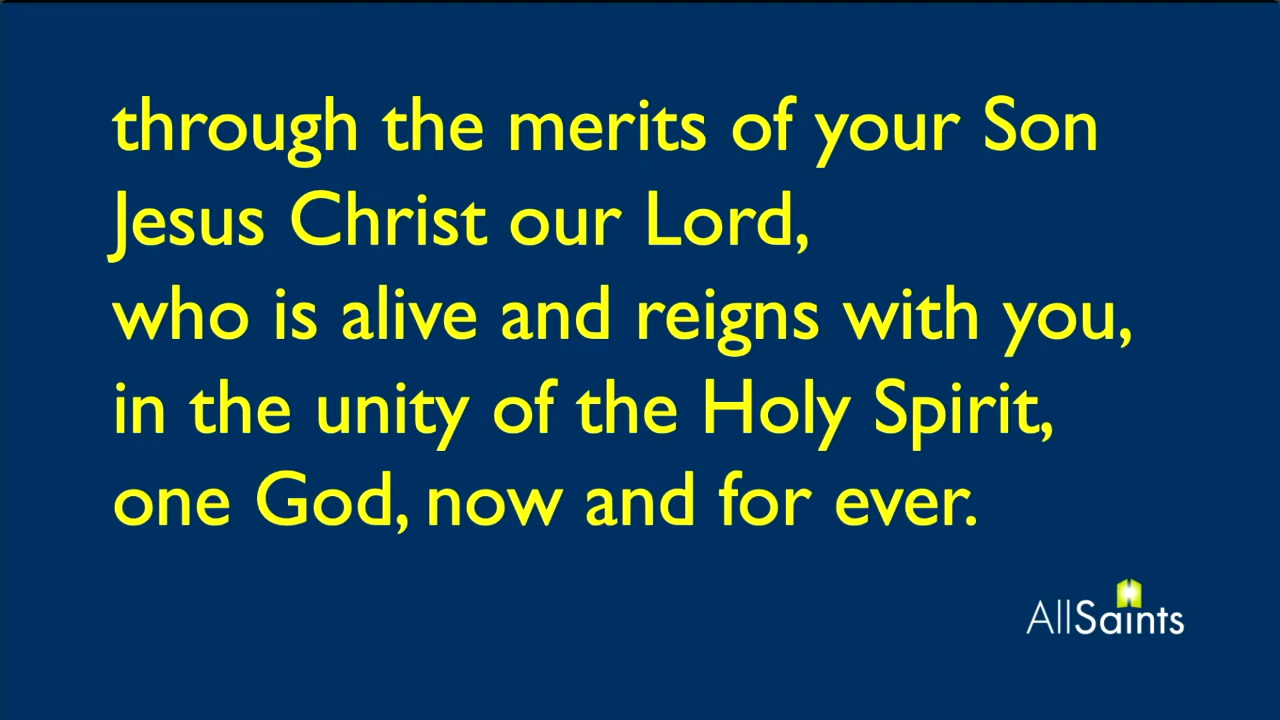 through the merits of your Son
Jesus Christ our Lord,
who is alive and reigns with you,
in the unity of the Holy Spirit,
one God, now and for ever.
AllSaints